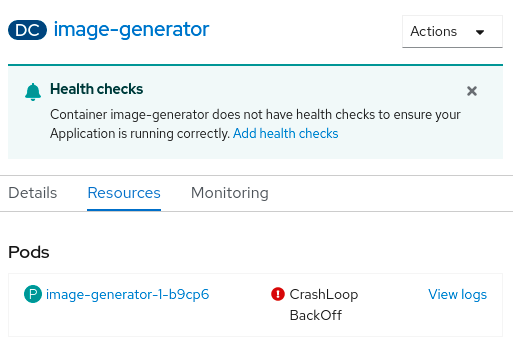 DC image-generator
Actions
Health checks
Container image-generator does not have health checks to ensure your
Application is running correctly. Add health checks
Details Resources Monitoring
Pods
P image-generator-1-b9cp6 CrashLoop View logs
BackOff